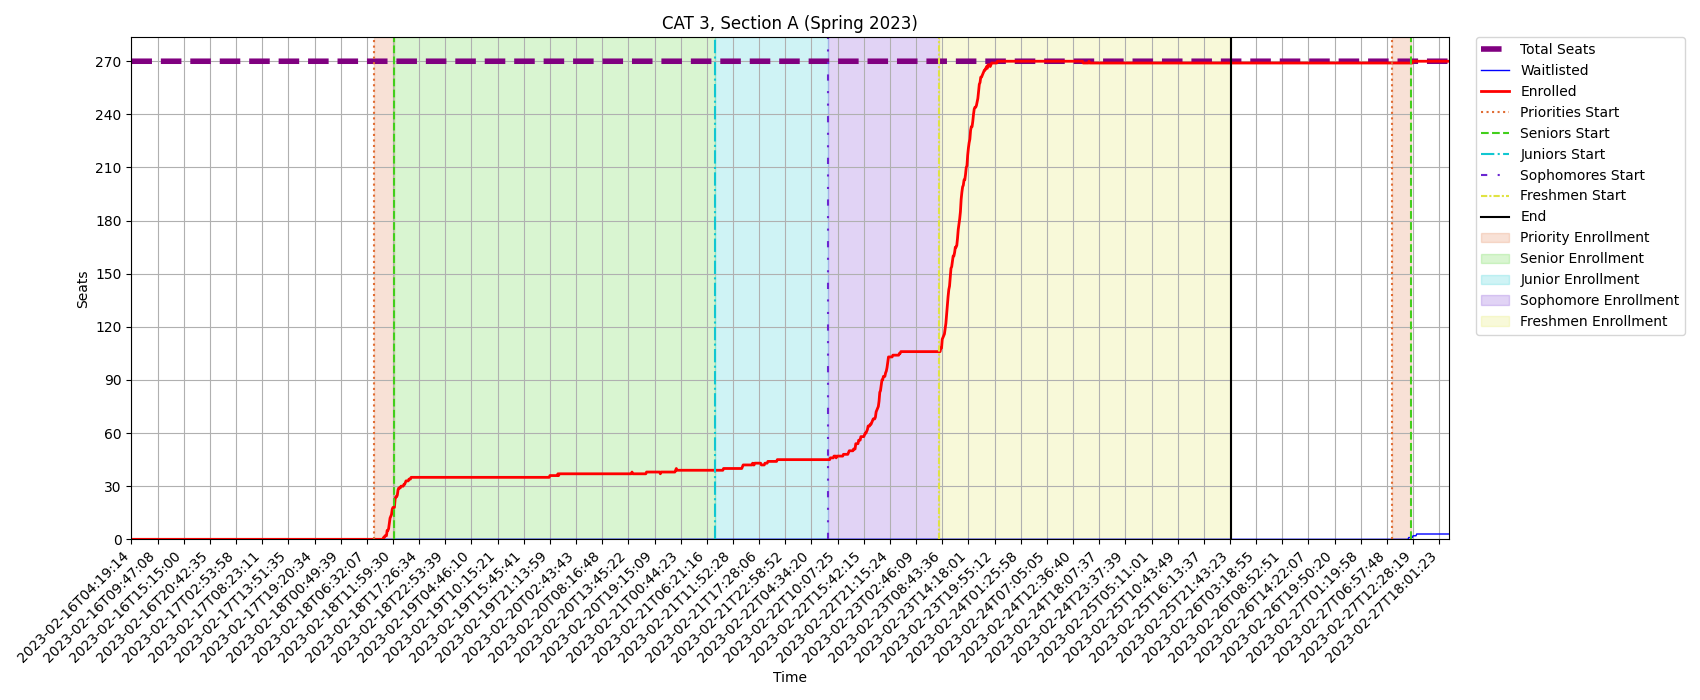 CAT 3, Section A (Spring 2023)
Total Seats
Waitlisted
Enrolled
Priorities Start
Seniors Start
Juniors Start
Sophomores Start
Freshmen Start
End
Priority Enrollment
Senior Enrollment
Junior Enrollment
Sophomore Enrollment
Freshmen Enrollment
Seats
270
240
210
180
150
120
90
60
30
0
2023-02-16T04:19:14
2023-02-16T09:47:08
2023-02-16T15:15:00
2023-02-16T20:42:35
2023-02-17T02:53:58
2023-02-17T08:23:11
2023-02-17T13:51:35
2023-02-17T19:20:34
2023-02-18T00:49:39
2023-02-18T06:32:07
2023-02-18T11:59:30
2023-02-18T17:26:34
2023-02-18T22:53:39
2023-02-19T04:46:10
2023-02-19T10:15:21
2023-02-19T15:45:41
2023-02-19T21:13:59
2023-02-20T02:43:43
2023-02-20T08:16:48
2023-02-20T13:45:22
2023-02-20T19:15:09
2023-02-21T00:44:23
2023-02-21T06:21:16
2023-02-21T11:52:28
2023-02-21T17:28:06
2023-02-21T22:58:52
2023-02-22T04:34:20
2023-02-22T10:07:25
2023-02-22T15:42:15
2023-02-22T21:15:24
2023-02-23T02:46:09
2023-02-23T08:43:36
2023-02-23T14:18:01
2023-02-23T19:55:12
2023-02-24T01:25:58
2023-02-24T07:05:05
2023-02-24T12:36:40
2023-02-24T18:07:37
2023-02-24T23:37:39
2023-02-25T05:11:01
2023-02-25T10:43:49
2023-02-25T16:13:37
2023-02-25T21:43:23
2023-02-26T03:18:55
2023-02-26T08:52:51
2023-02-26T14:22:07
2023-02-26T19:50:20
2023-02-27T01:19:58
2023-02-27T06:57:48
2023-02-27T12:28:19
2023-02-27T18:01:23
Time